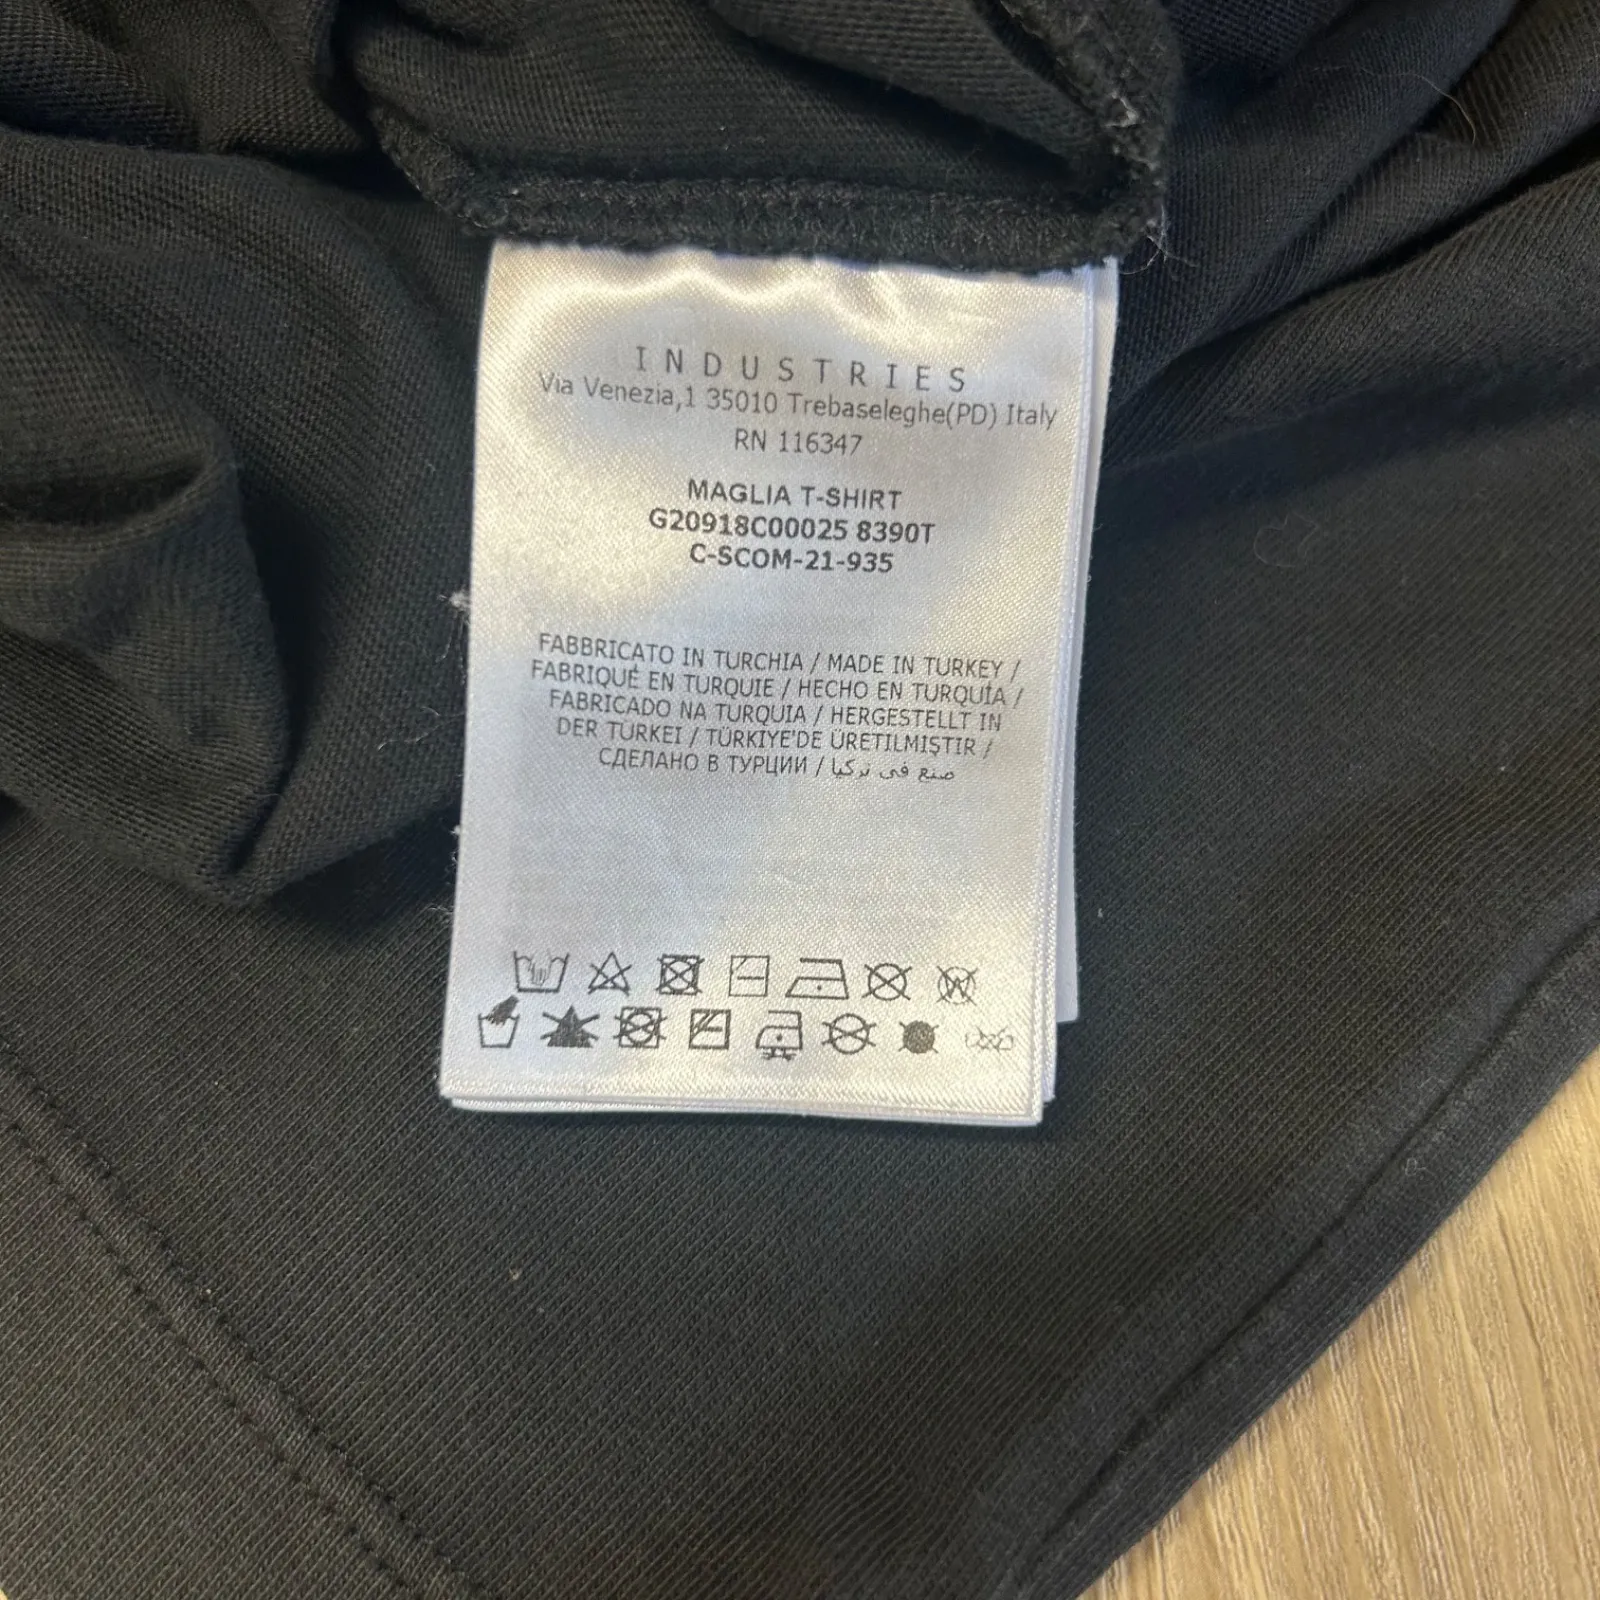 INDUSTRIES
Via Venezia,1 35010 Trebaseleghe(PD) Italy
RN 116347
MAGLIA T-SHIRT
G20918C00025 8390T
C-SCOM-21-935
FABBRICATO IN TURCHIA / MADE IN TURKEY /
FABRIQUÉ EN TURQUIE / HECHO EN TURQUÍA /
FABRICADO NA TURQUIA / HERGESTELLT IN
DER TÜRKEI / TÜRKIYE'DE ÜRETILMIŞTIR /
СДЕЛАНО В ТУРЦИИ / صنع في تركيا